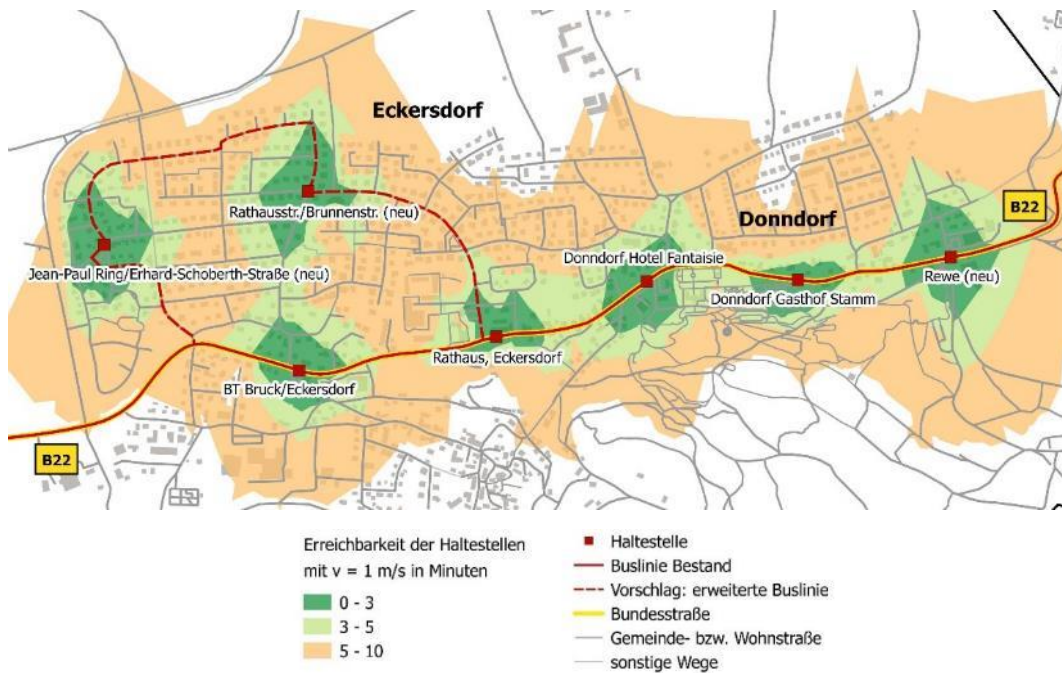 Eckersdorf
Rathausstr./Brunnenstr. (neu)
Donndorf
B22
Jean-Paul Ring/Erhard-Schoberth-Straße (neu)
Donndorf Hotel Fantaisie
Rewe (neu)
Donndorf Gasthof Stamm
Rathaus, Eckersdorf
BT Bruck/Eckersdorf
B22
Erreichbarkeit der Haltestellen
mit v = 1 m/s in Minuten
0 - 3
3 - 5
5 - 10
Haltestelle
Buslinie Bestand
Vorschlag: erweiterte Buslinie
Bundesstraße
Gemeinde- bzw. Wohnstraße
sonstige Wege